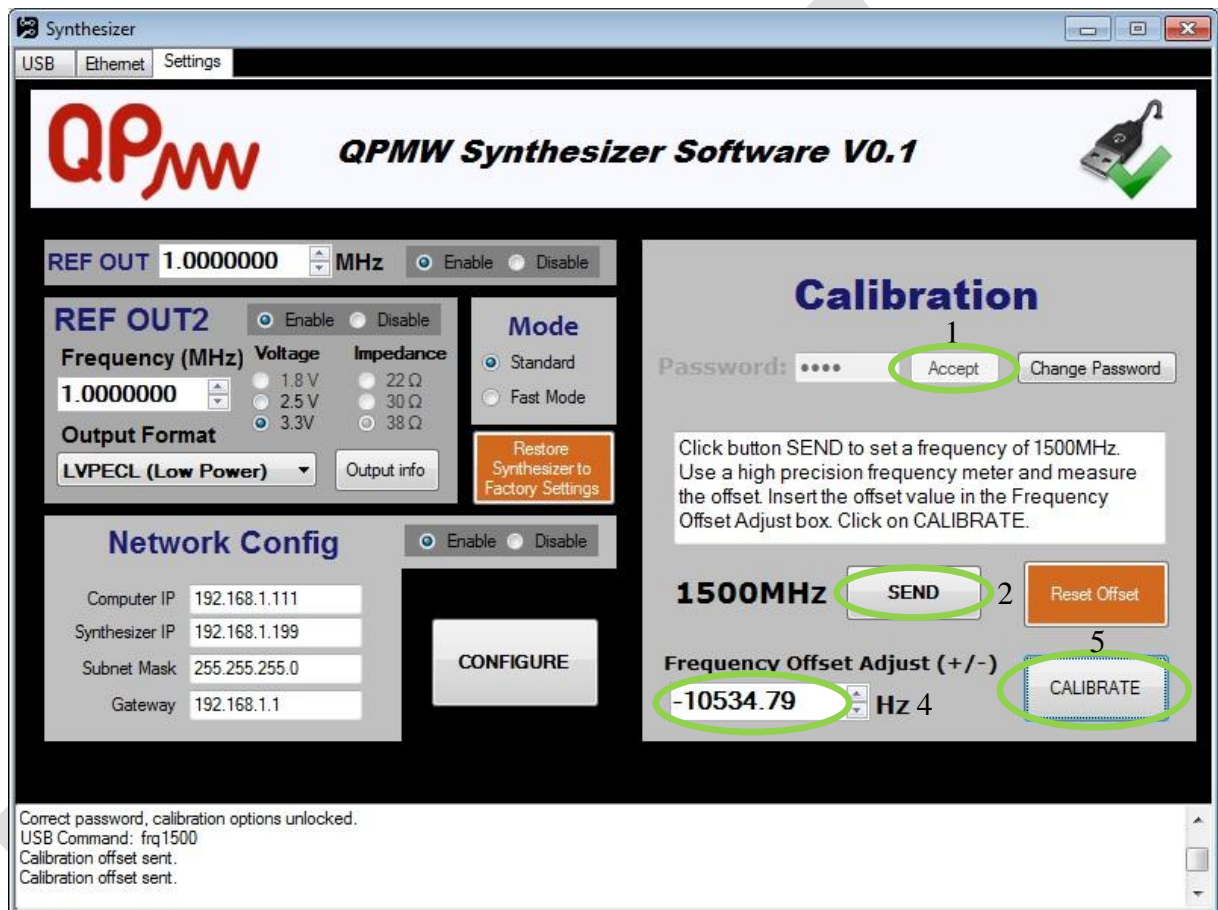 Synthesizer
USB Ethernet Settings
QPMW
QPMW Synthesizer Software V0.1
REF OUT 1.0000000 MHz Enable Disable
REF OUT2 Enable Disable
Frequency (MHz) Voltage Impedance
1.0000000
1.8 V 22 Ω
2.5 V 30 Ω
3.3V 38 Ω
Output Format
LVPECL (Low Power) Output info
Mode
Standard
Fast Mode
Restore
Synthesizer to
Factory Settings
Network Config Enable Disable
Computer IP 192.168.1.111
Synthesizer IP 192.168.1.199
Subnet Mask 255.255.255.0
Gateway 192.168.1.1
CONFIGURE
Calibration
1
Password: •••• Accept Change Password
Click button SEND to set a frequency of 1500MHz.
Use a high precision frequency meter and measure
the offset. Insert the offset value in the Frequency
Offset Adjust box. Click on CALIBRATE.
1500MHz SEND 2 Reset Offset
5
Frequency Offset Adjust (+/-)
-10534.79 Hz 4 CALIBRATE
Correct password, calibration options unlocked.
USB Command: frq1500
Calibration offset sent.
Calibration offset sent.